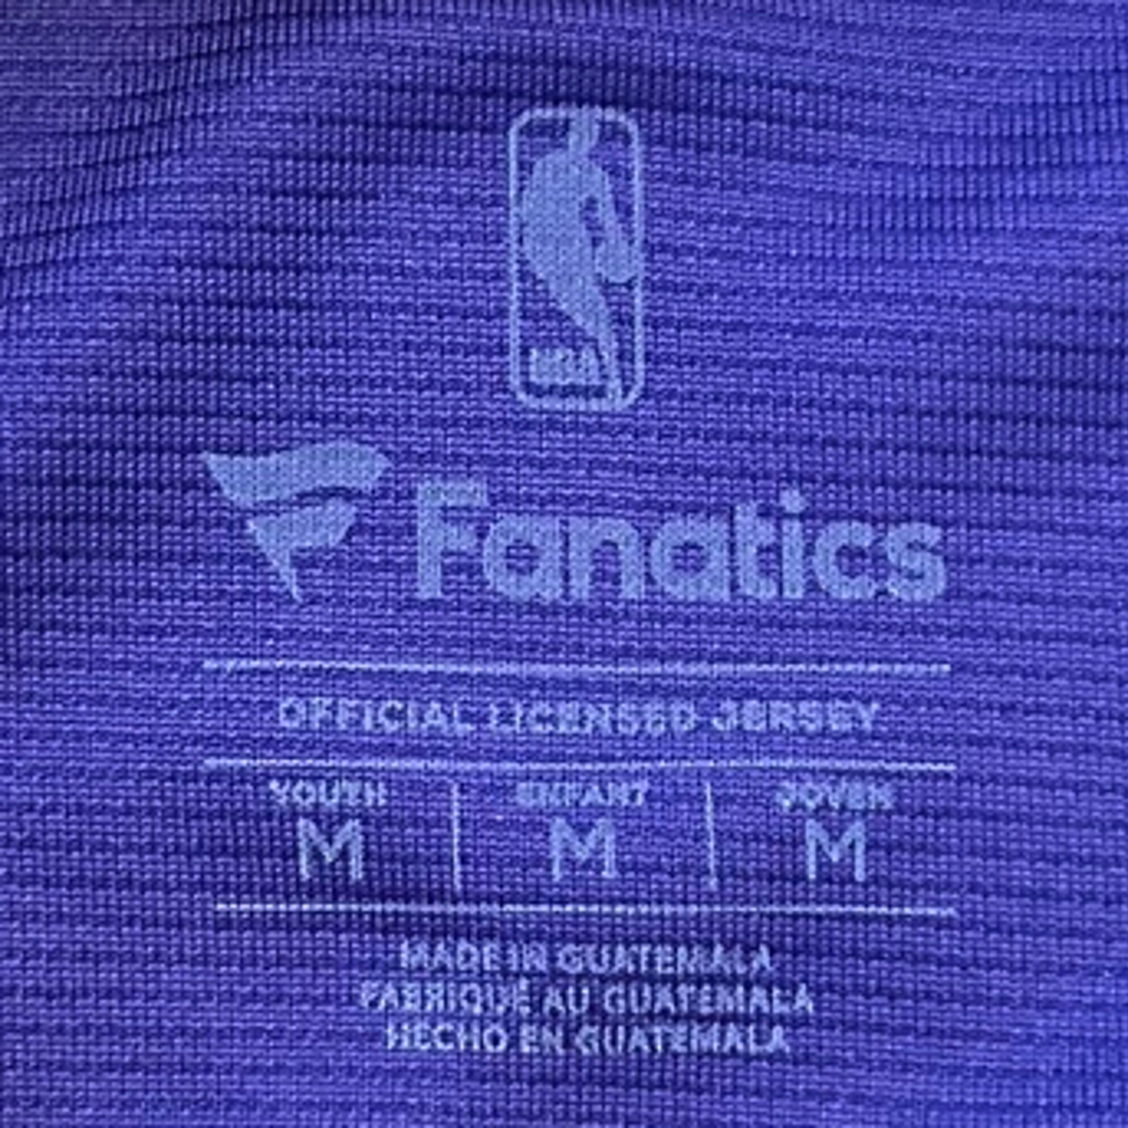 NBA
Fanatics
OFFICIAL LICENSED JERSEY
YOUTH ENFANT JOVEN
M M M
MADE IN GUATEMALA
FABRIQUÉ AU GUATEMALA
HECHO EN GUATEMALA